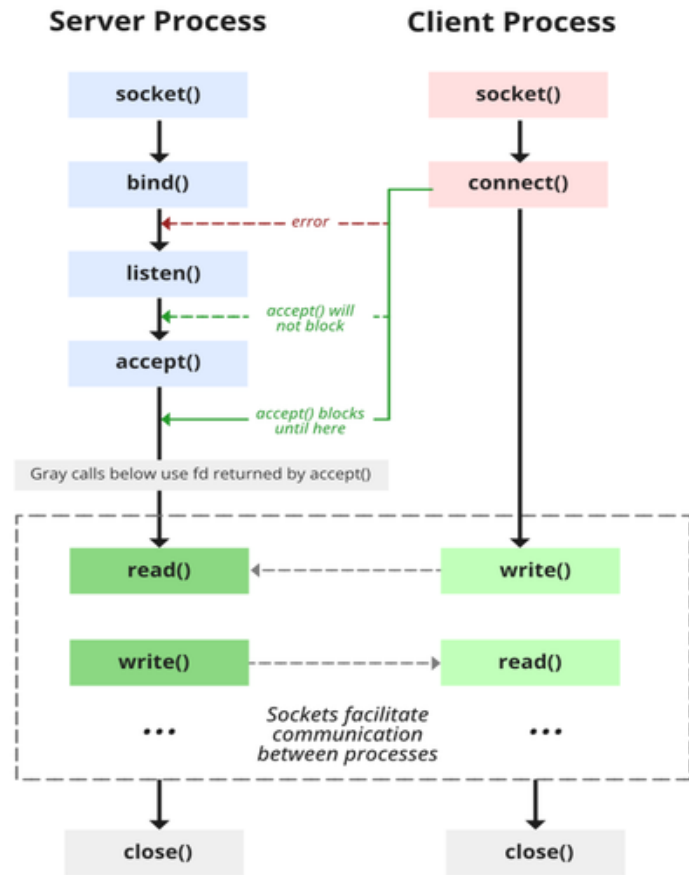 Server Process
Client Process
socket()
socket()
bind()
connect()
error
listen()
accept() will
not block
accept()
accept() blocks
until here
Gray calls below use fd returned by accept()
read()
write()
write()
read()
...
Sockets facilitate
communication
between processes
...
close()
close()